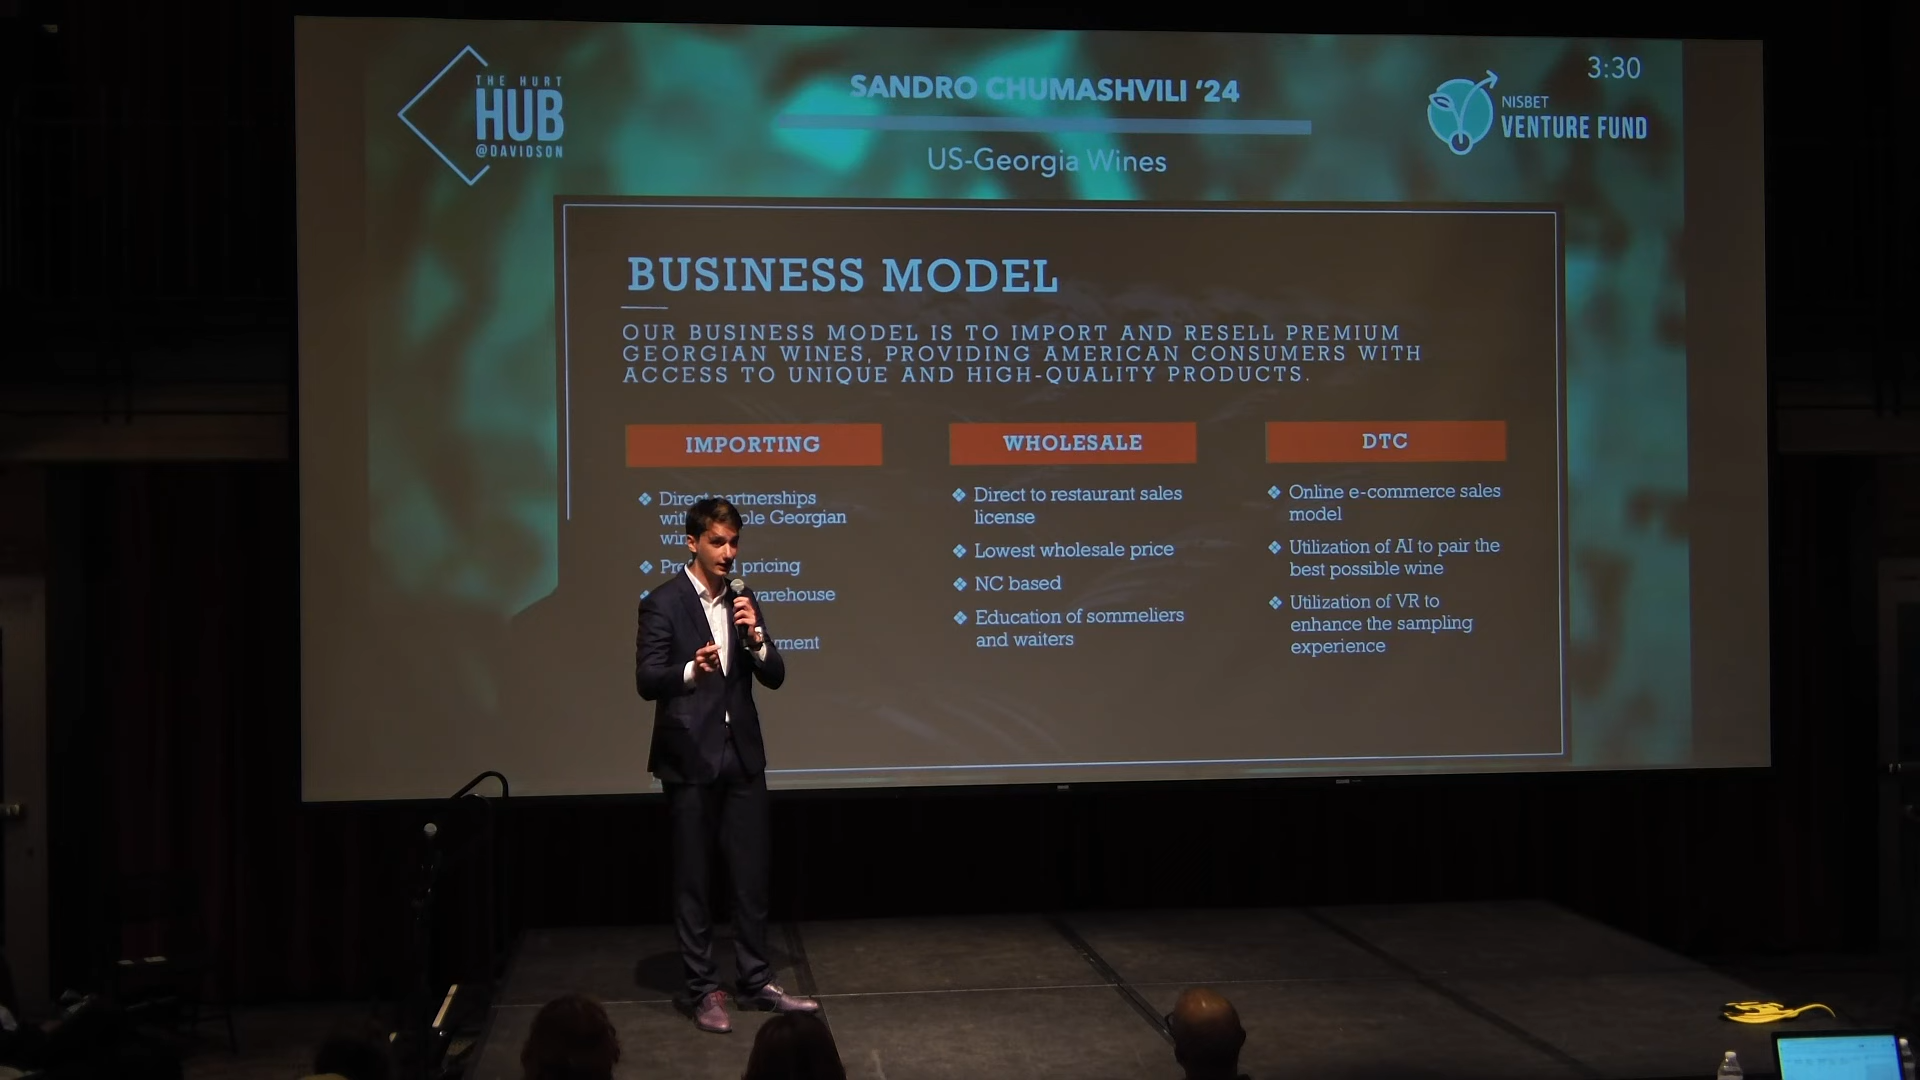 THE HURT
HUB
@DAVIDSON
SANDRO CHUMASHVILI '24
US-Georgia Wines
3:30
NISBET
VENTURE FUND
BUSINESS MODEL
OUR BUSINESS MODEL IS TO IMPORT AND RESELL PREMIUM
GEORGIAN WINES, PROVIDING AMERICAN CONSUMERS WITH
ACCESS TO UNIQUE AND HIGH-QUALITY PRODUCTS.
IMPORTING
Direct partnerships
Georgian
pricing
warehouse
WHOLESALE
Direct to restaurant sales
license
Lowest wholesale price
NC based
Education of sommeliers
and waiters
DTC
Online e-commerce sales
model
Utilization of AI to pair the
best possible wine
Utilization of VR to
enhance the sampling
experience